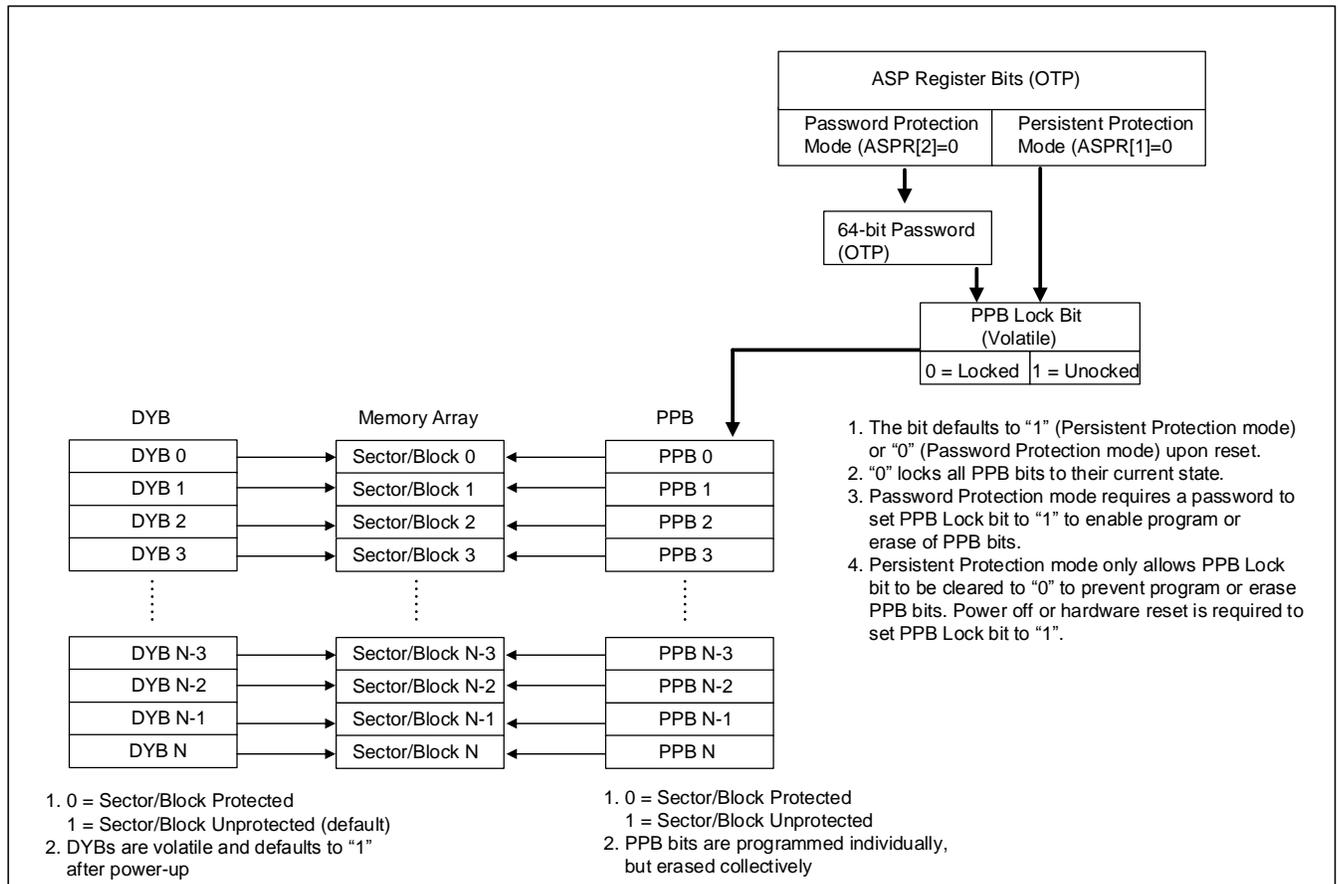 ASP Register Bits (OTP)
Password Protection
Mode (ASPR[2]=0
Persistent Protection
Mode (ASPR[1]=0
64-bit Password
(OTP)
PPB Lock Bit
(Volatile)
0 = Locked
1 = Unocked
DYB
Memory Array
PPB
DYB 0
Sector/Block 0
PPB 0
DYB 1
Sector/Block 1
PPB 1
DYB 2
Sector/Block 2
PPB 2
DYB 3
Sector/Block 3
PPB 3
DYB N-3
Sector/Block N-3
PPB N-3
DYB N-2
Sector/Block N-2
PPB N-2
DYB N-1
Sector/Block N-1
PPB N-1
DYB N
Sector/Block N
PPB N
1. The bit defaults to “1” (Persistent Protection mode)
or “0” (Password Protection mode) upon reset.
2. “0” locks all PPB bits to their current state.
3. Password Protection mode requires a password to
set PPB Lock bit to “1” to enable program or
erase of PPB bits.
4. Persistent Protection mode only allows PPB Lock
bit to be cleared to “0” to prevent program or erase
PPB bits. Power off or hardware reset is required to
set PPB Lock bit to “1”.
1. 0 = Sector/Block Protected
1 = Sector/Block Unprotected (default)
2. DYBs are volatile and defaults to “1”
after power-up
1. 0 = Sector/Block Protected
1 = Sector/Block Unprotected
2. PPB bits are programmed individually,
but erased collectively